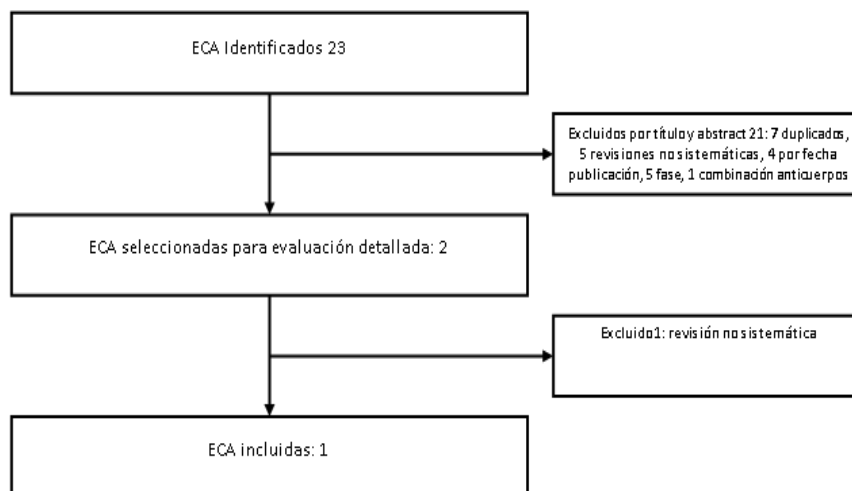 ECA Identificados 23
Excluidos por título y abstract 21: 7 duplicados,
5 revisiones no sistemáticas, 4 por fecha
publicación, 5 fase, 1 combinación anticuerpos
ECA seleccionadas para evaluación detallada: 2
Excluido1: revisión no sistemática
ECA incluidas: 1